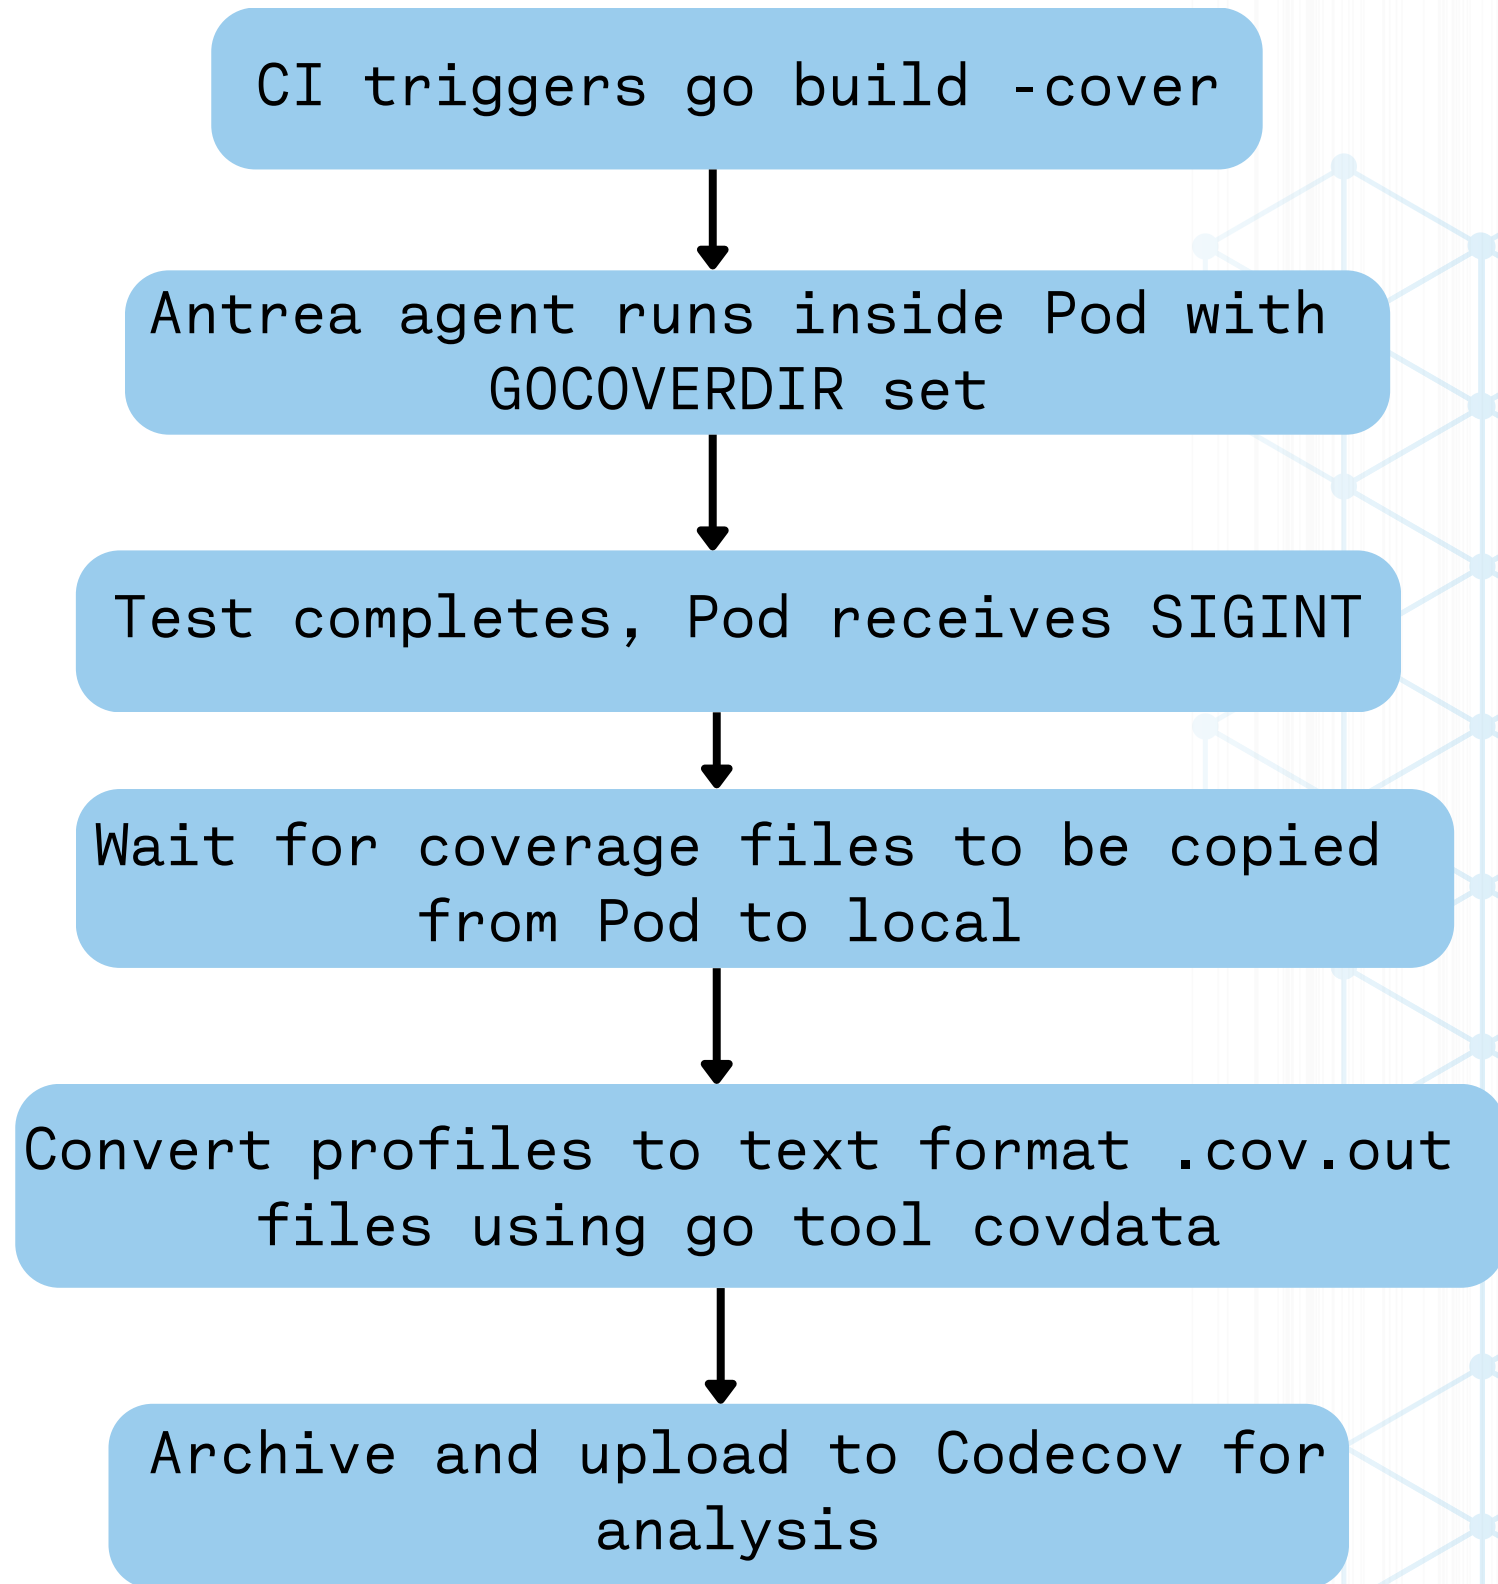 CI triggers go build -cover
Antrea agent runs inside Pod with
GOCOVERDIR set
Test completes, Pod receives SIGINT
Wait for coverage files to be copied
from Pod to local
Convert profiles to text format .cov.out
files using go tool covdata
Archive and upload to Codecov for
analysis